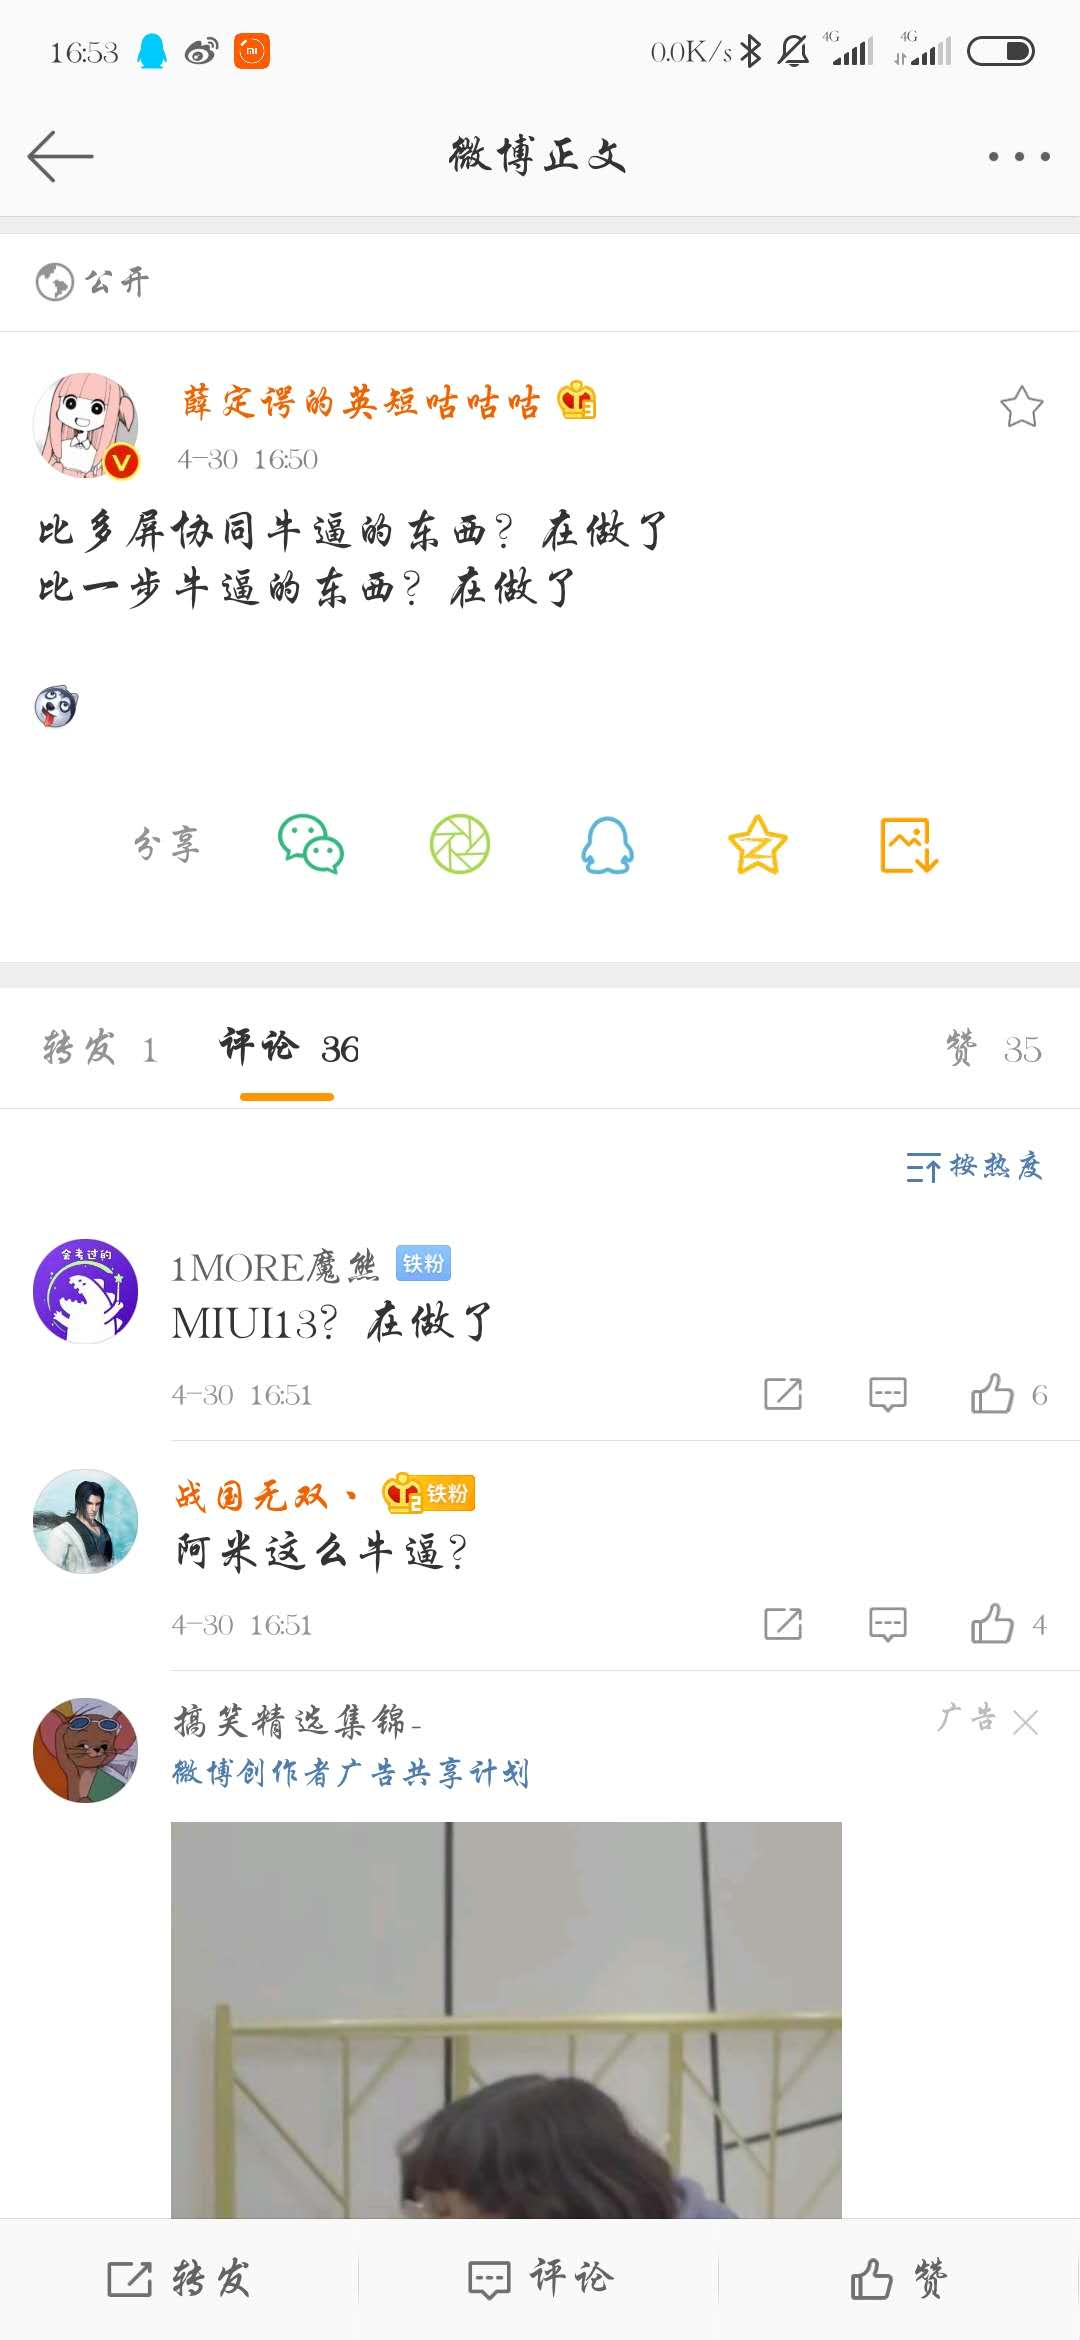 16:53
0.0K/s 4G 4G
微博正文
公开
薛定谔的英短咕咕咕
4-30 16:50
比多屏协同牛逼的东西？在做了
比一步牛逼的东西？在做了
分享
转发 1 评论 36 赞 35
按热度
会考过的
1MORE魔熊 铁粉
MIUI13？在做了
4-30 16:51 6
战国无双丶 2 铁粉
阿米这么牛逼？
4-30 16:51 4
搞笑精选集锦- 广告
微博创作者广告共享计划
转发 评论 赞